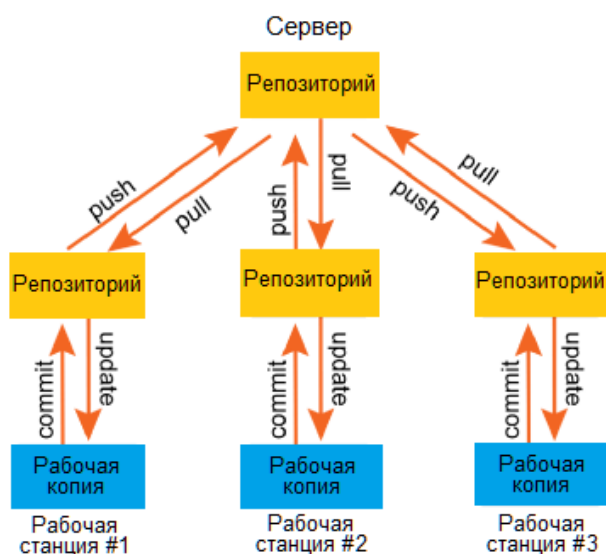 Сервер
Репозиторий
push
pull
push
pull
push
pull
Репозиторий
Репозиторий
Репозиторий
commit
update
commit
update
commit
update
Рабочая
копия
Рабочая
копия
Рабочая
копия
Рабочая
станция #1
Рабочая
станция #2
Рабочая
станция #3